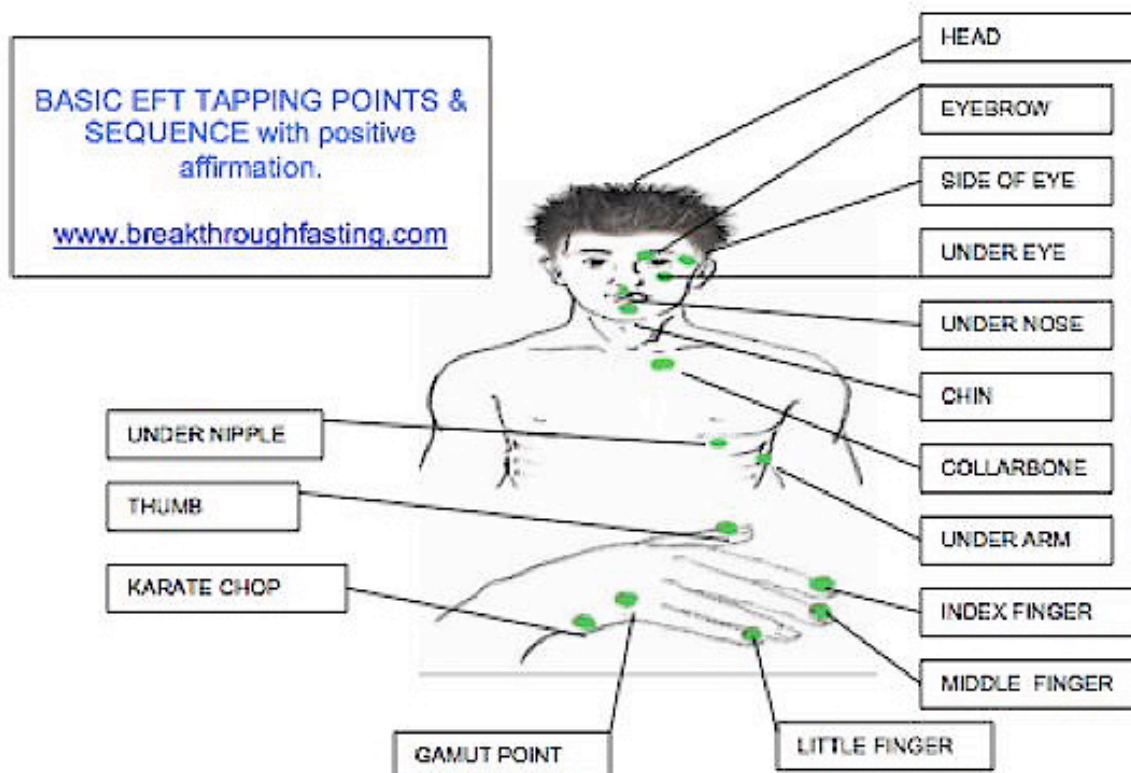 BASIC EFT TAPPING POINTS &
SEQUENCE with positive
affirmation.
www.breakthroughfasting.com
HEAD
EYEBROW
SIDE OF EYE
UNDER EYE
UNDER NOSE
CHIN
COLLARBONE
UNDER ARM
INDEX FINGER
MIDDLE FINGER
LITTLE FINGER
UNDER NIPPLE
THUMB
KARATE CHOP
GAMUT POINT